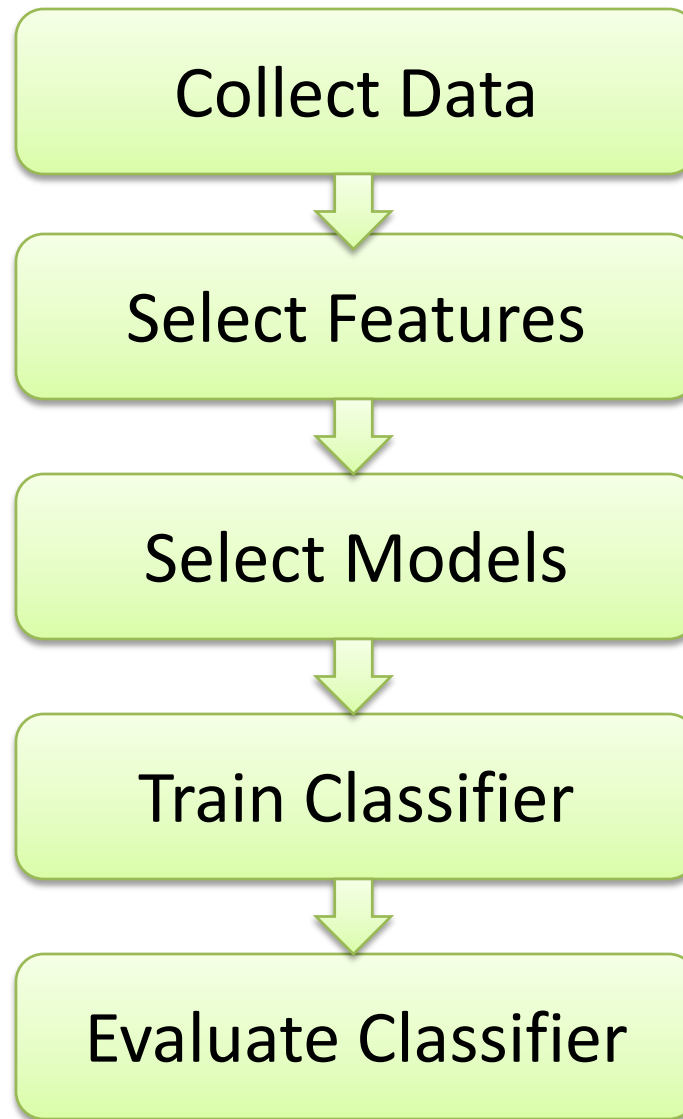 Collect Data
Select Features
Select Models
Train Classifier
Evaluate Classifier